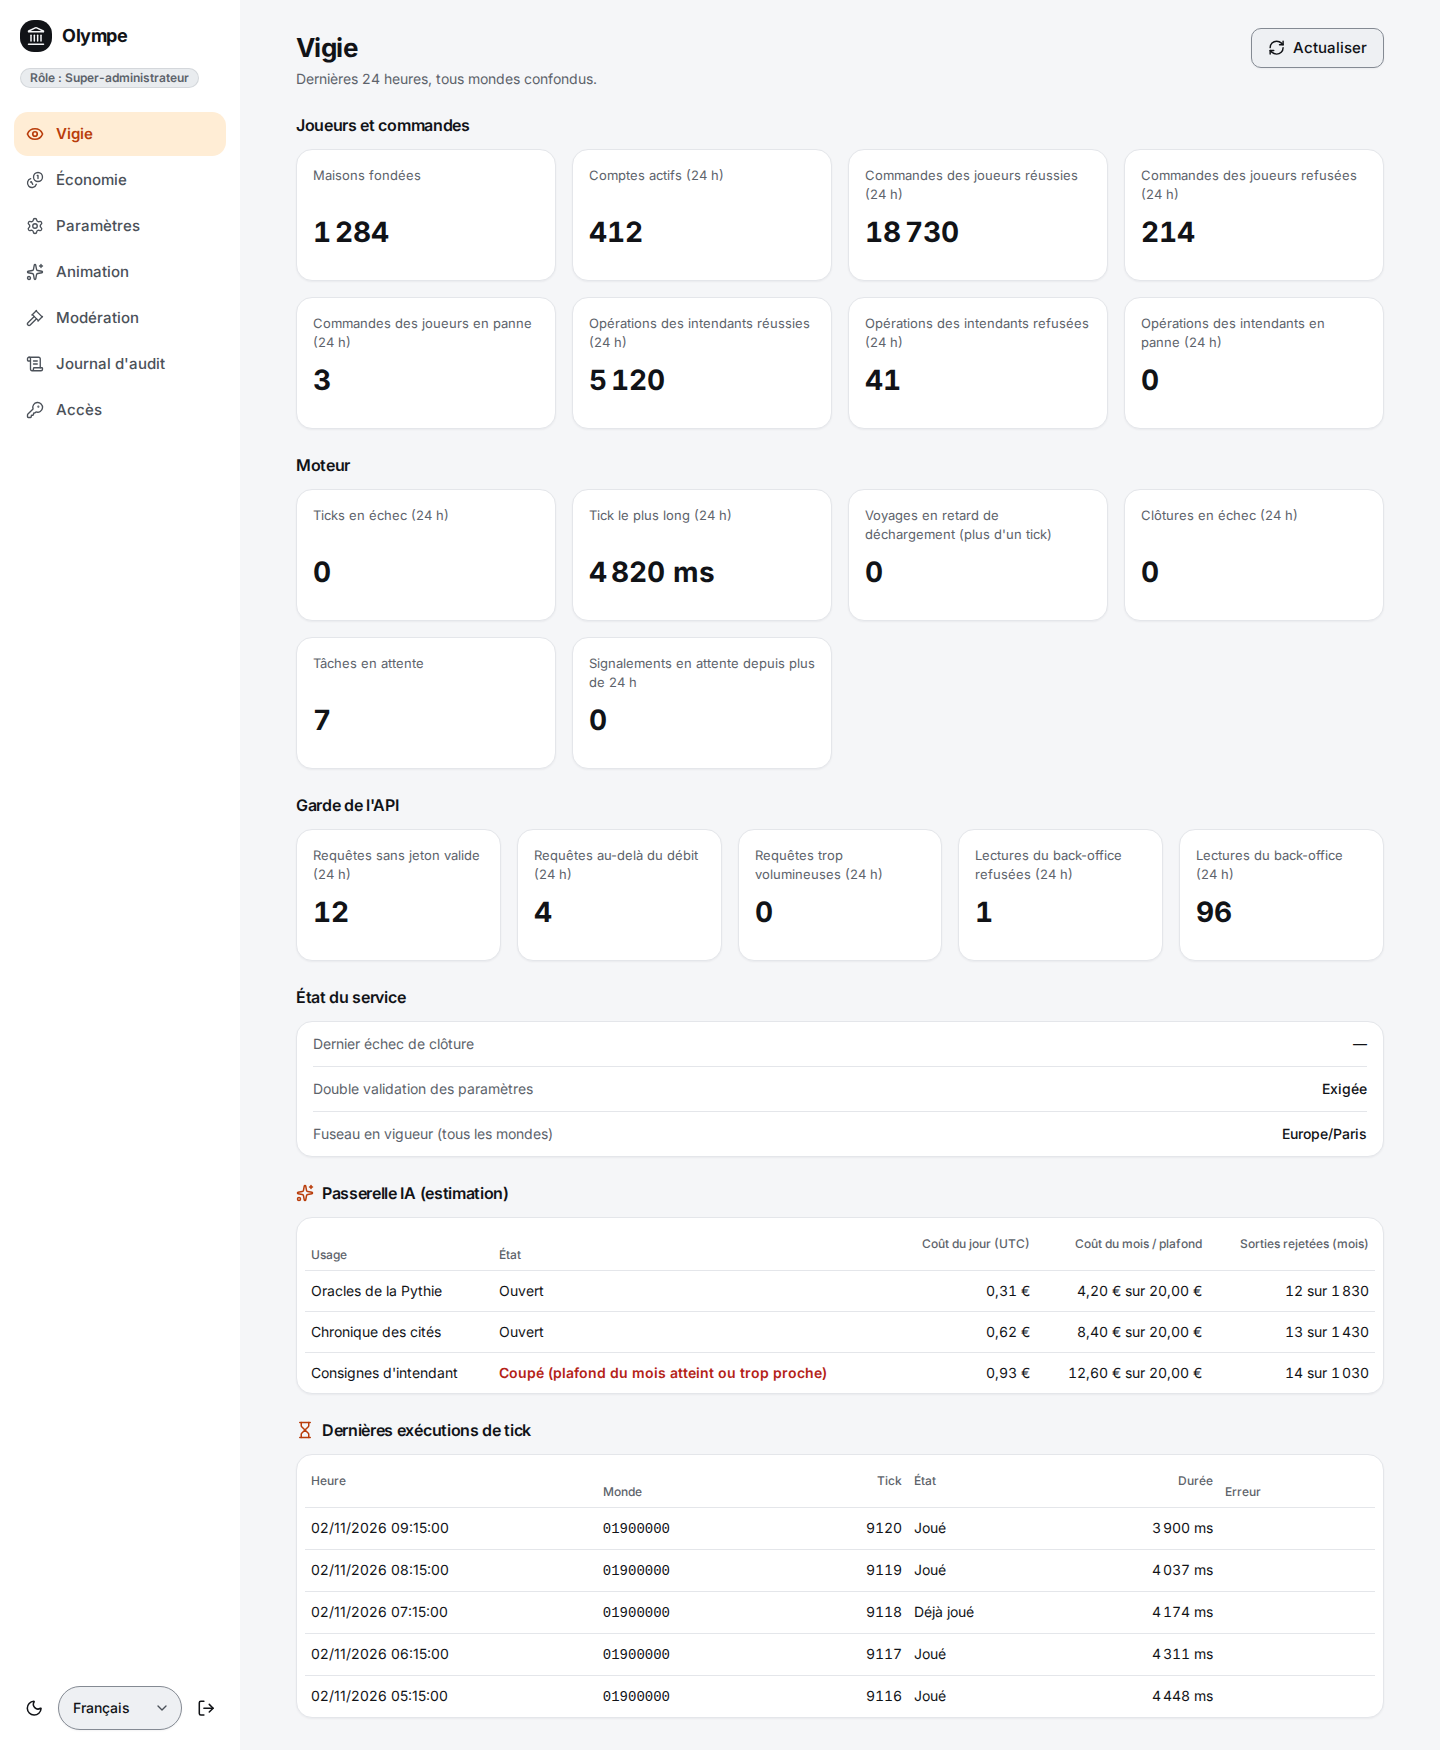 Olympe
Rôle : Super-administrateur
Vigie
Économie
Paramètres
Animation
Modération
Journal d'audit
Accès
Français
Vigie
Dernières 24 heures, tous mondes confondus.
Actualiser
Joueurs et commandes
Maisons fondées
1 284
Comptes actifs (24 h)
412
Commandes des joueurs réussies
(24 h)
18 730
Commandes des joueurs refusées
(24 h)
214
Commandes des joueurs en panne
(24 h)
3
Opérations des intendants réussies
(24 h)
5 120
Opérations des intendants refusées
(24 h)
41
Opérations des intendants en
panne (24 h)
0
Moteur
Ticks en échec (24 h)
0
Tick le plus long (24 h)
4 820 ms
Voyages en retard de
déchargement (plus d'un tick)
0
Clôtures en échec (24 h)
0
Tâches en attente
7
Signalements en attente depuis plus
de 24 h
0
Garde de l'API
Requêtes sans jeton valide
(24 h)
12
Requêtes au-delà du débit
(24 h)
4
Requêtes trop
volumineuses (24 h)
0
Lectures du back-office
refusées (24 h)
1
Lectures du back-office
(24 h)
96
État du service
Dernier échec de clôture —
Double validation des paramètres Exigée
Fuseau en vigueur (tous les mondes) Europe/Paris
Passerelle IA (estimation)
Usage État Coût du jour (UTC) Coût du mois / plafond Sorties rejetées (mois)
Oracles de la Pythie Ouvert 0,31 € 4,20 € sur 20,00 € 12 sur 1 830
Chronique des cités Ouvert 0,62 € 8,40 € sur 20,00 € 13 sur 1 430
Consignes d'intendant Coupé (plafond du mois atteint ou trop proche) 0,93 € 12,60 € sur 20,00 € 14 sur 1 030
Dernières exécutions de tick
Heure Monde Tick État Durée Erreur
02/11/2026 09:15:00 01900000 9120 Joué 3 900 ms
02/11/2026 08:15:00 01900000 9119 Joué 4 037 ms
02/11/2026 07:15:00 01900000 9118 Déjà joué 4 174 ms
02/11/2026 06:15:00 01900000 9117 Joué 4 311 ms
02/11/2026 05:15:00 01900000 9116 Joué 4 448 ms